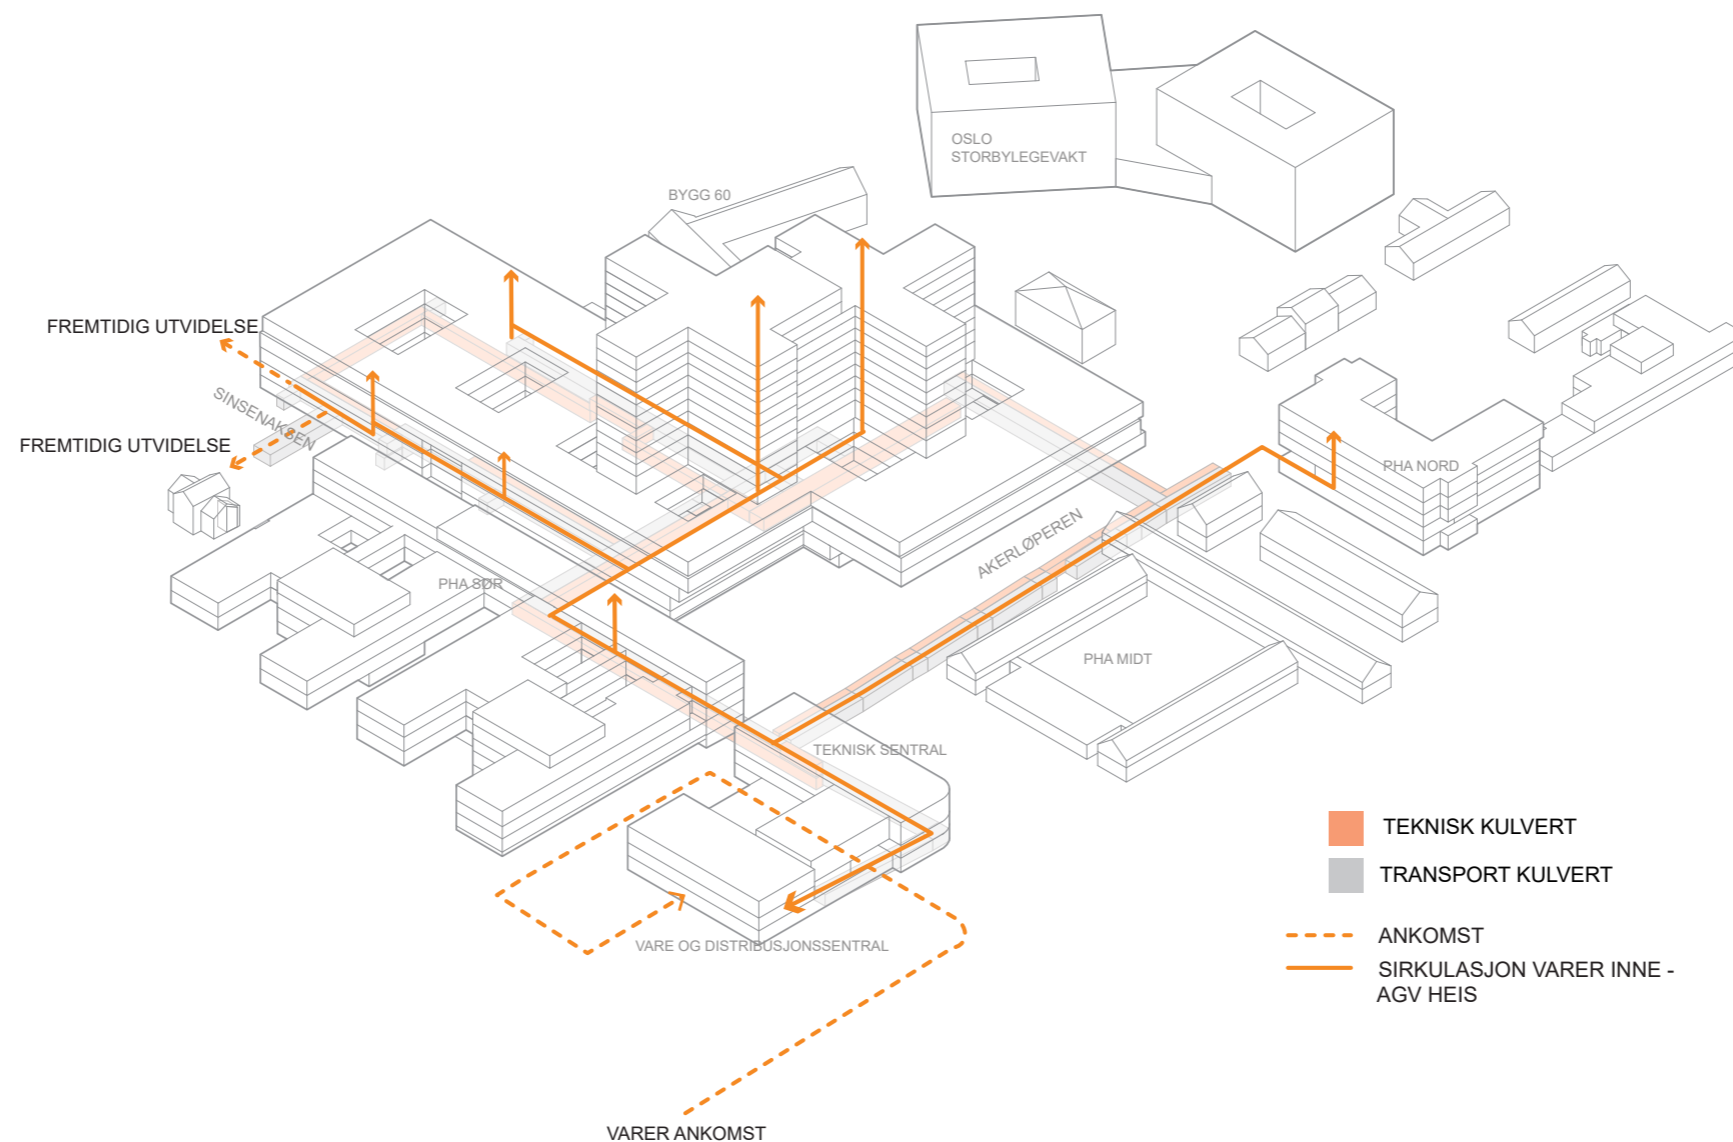 OSLO
STORBYLEGEVAKT
BYGG 60
FREMTIDIG UTVIDELSE
SINSENAKSEN
FREMTIDIG UTVIDELSE
PHA NORD
AKERLØPEREN
PHA SØR
PHA MIDT
TEKNISK SENTRAL
VARE OG DISTRIBUSJONSSENTRAL
TEKNISK KULVERT
TRANSPORT KULVERT
ANKOMST
SIRKULASJON VARER INNE -
AGV HEIS
VARER ANKOMST